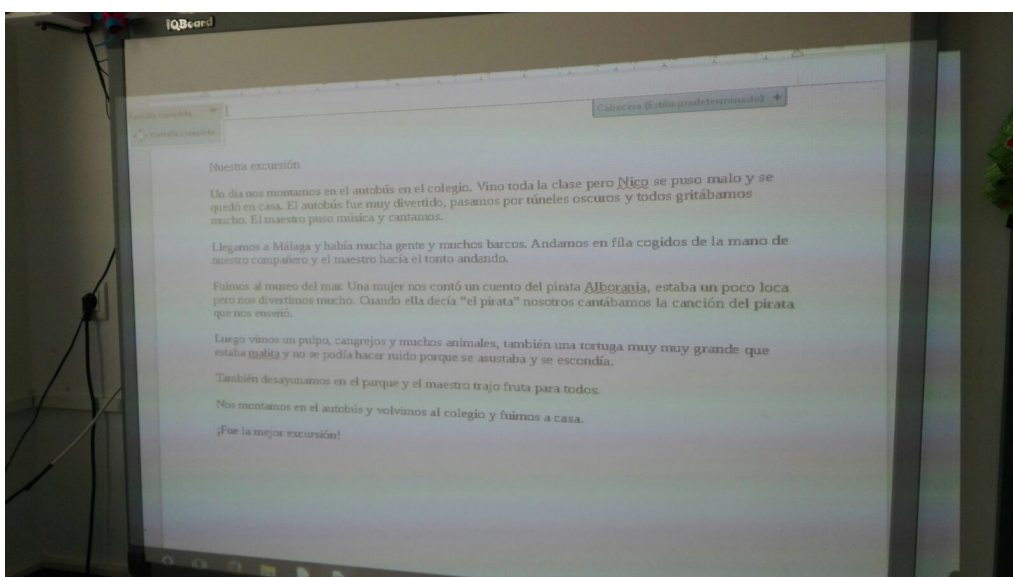 iQBoard
Pantalla completa
Pantalla completa
Cabecera (Estilo predeterminado) +
Nuestra excursión
Un día nos montamos en el autobús en el colegio. Vino toda la clase pero Nico se puso malo y se
quedó en casa. El autobús fue muy divertido, pasamos por túneles oscuros y todos gritábamos
mucho. El maestro puso música y cantamos.
Llegamos a Málaga y había mucha gente y muchos barcos. Andamos en fila cogidos de la mano de
nuestro compañero y el maestro hacía el tonto andando.
Fuimos al museo del mar. Una mujer nos contó un cuento del pirata Alborania, estaba un poco loca
pero nos divertimos mucho. Cuando ella decía "el pirata" nosotros cantábamos la canción del pirata
que nos enseñó.
Luego vimos un pulpo, cangrejos y muchos animales, también una tortuga muy muy grande que
estaba malita y no se podía hacer ruido porque se asustaba y se escondía.
También desayunamos en el parque y el maestro trajo fruta para todos.
Nos montamos en el autobús y volvimos al colegio y fuimos a casa.
¡Fue la mejor excursión!